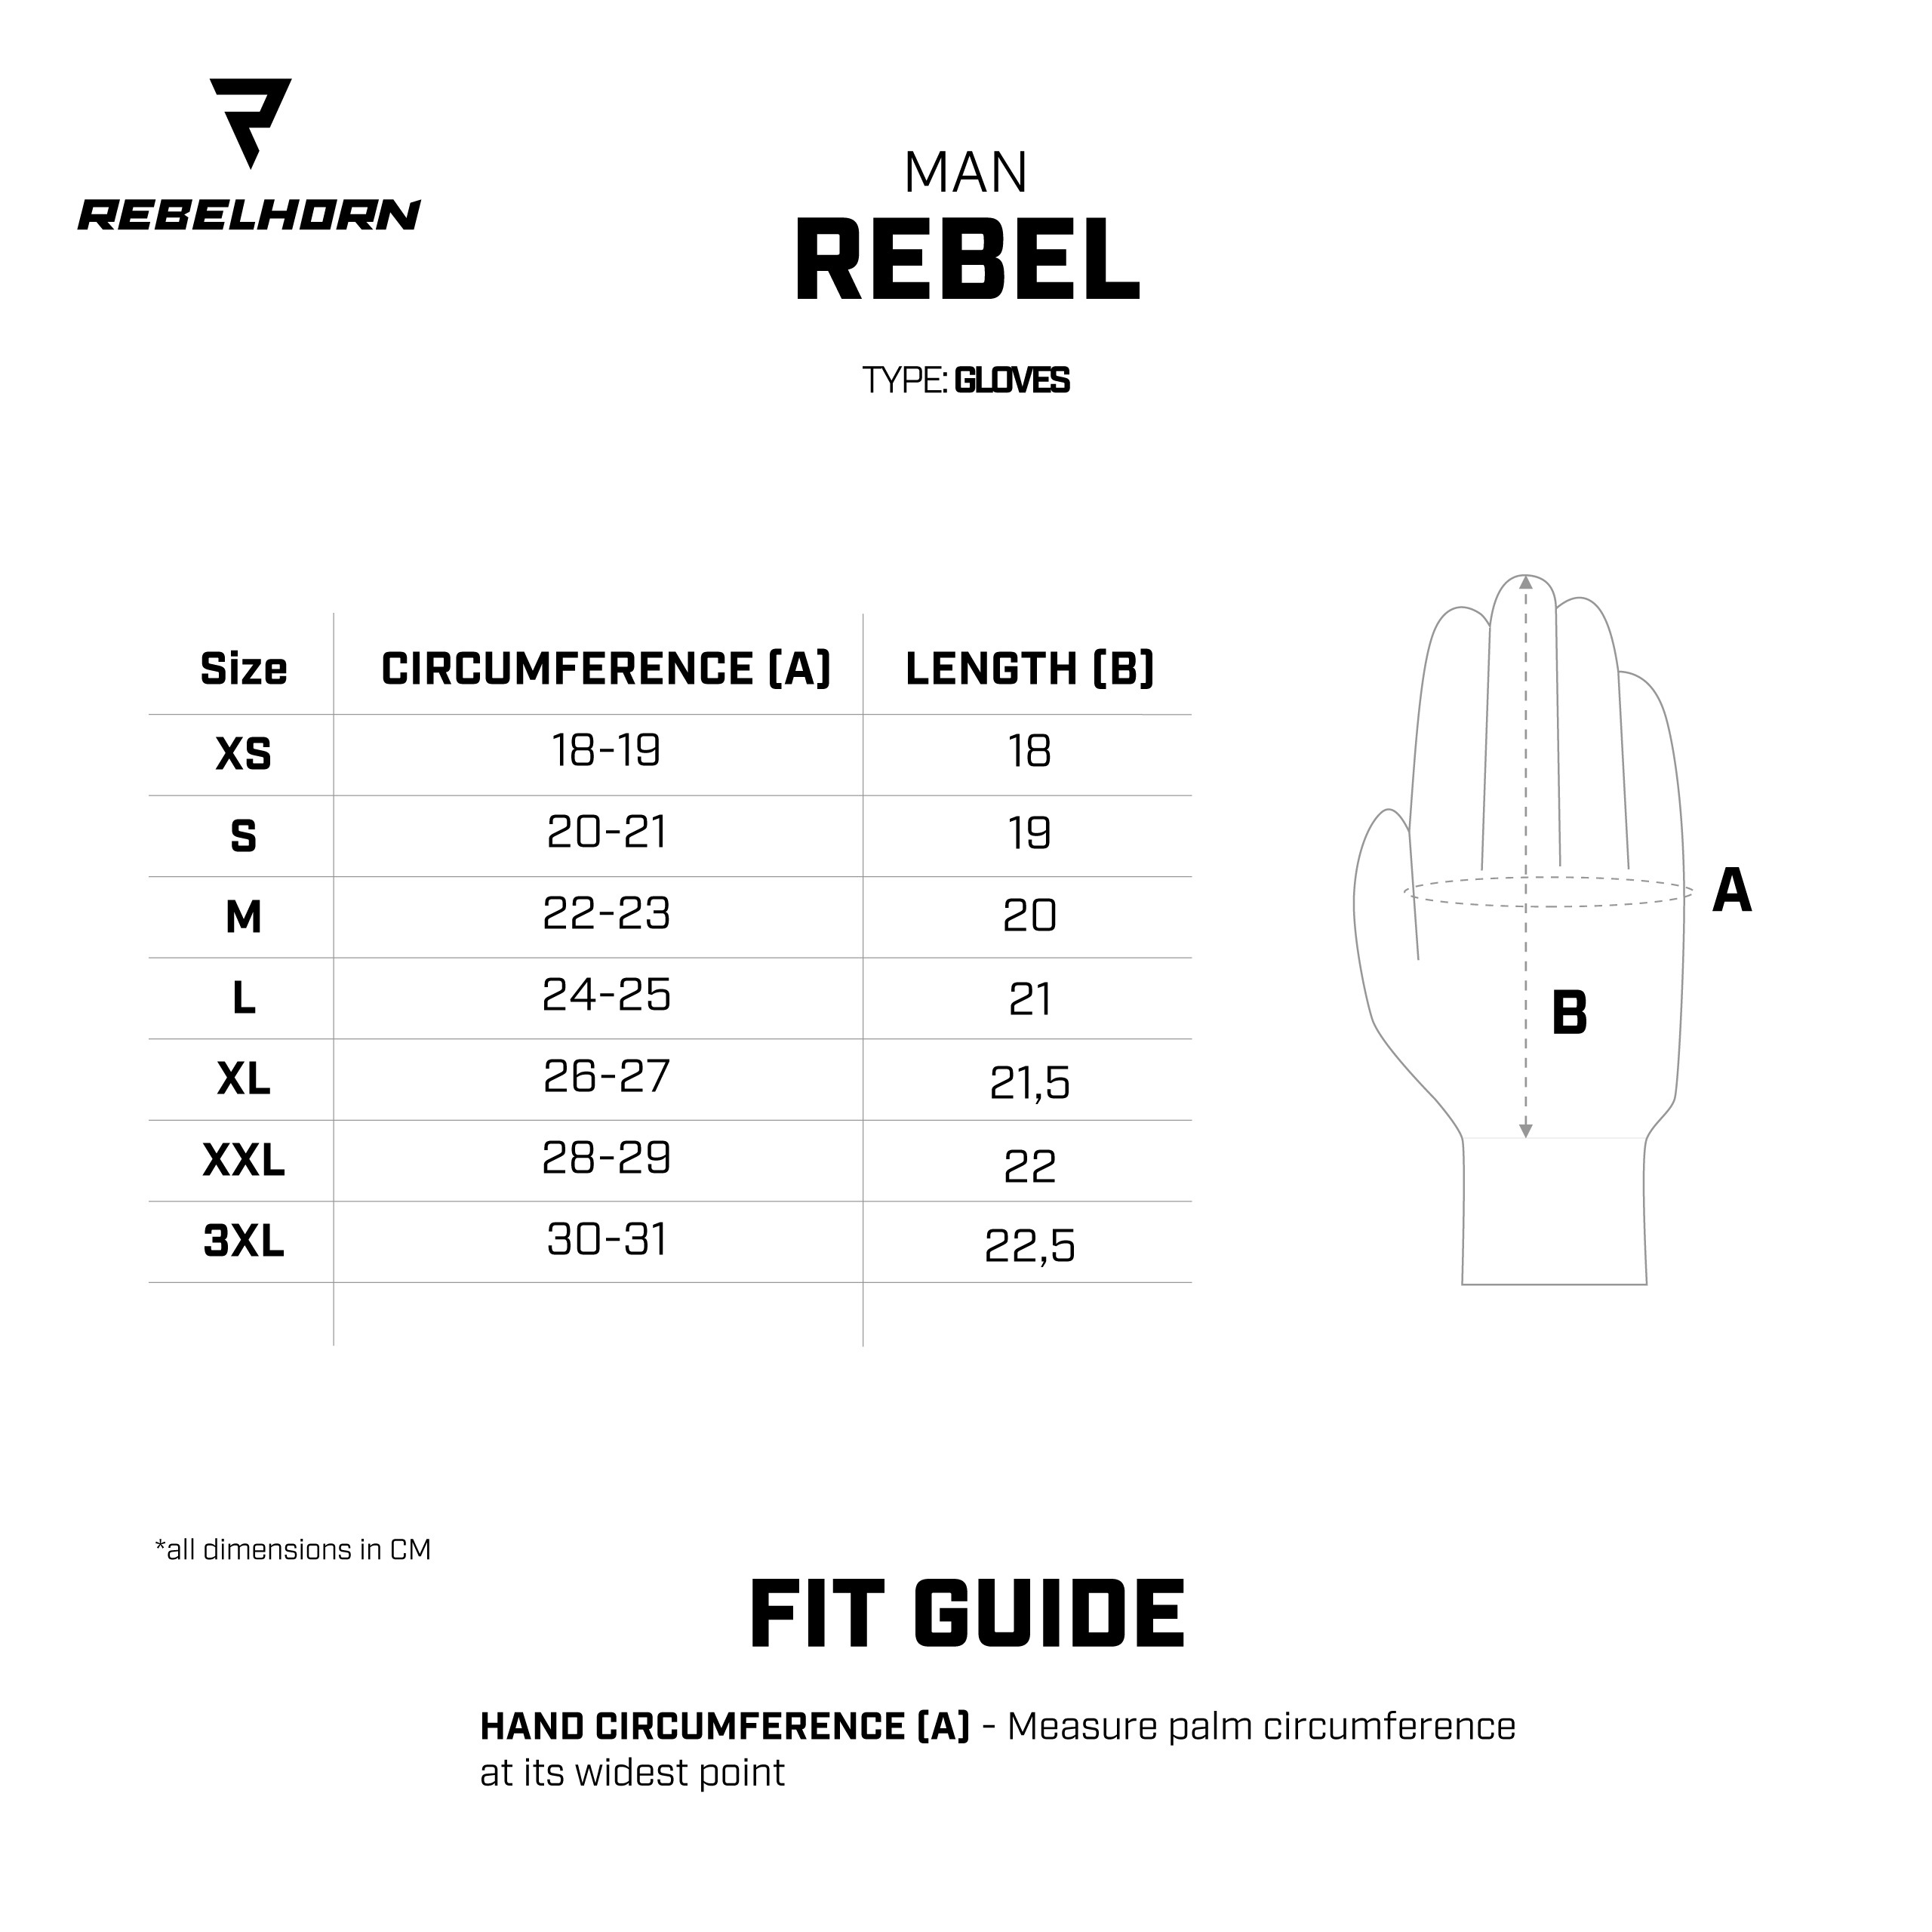 REBELHORN
MAN
REBEL
TYPE: GLOVES
Size CIRCUMFERENCE (A) LENGTH (B)
XS 18-19 18
S 20-21 19
M 22-23 20
L 24-25 21
XL 26-27 21,5
XXL 28-29 22
3XL 30-31 22,5
A
B
*all dimensions in CM
FIT GUIDE
HAND CIRCUMFERENCE (A) - Measure palm circumference
at its widest point